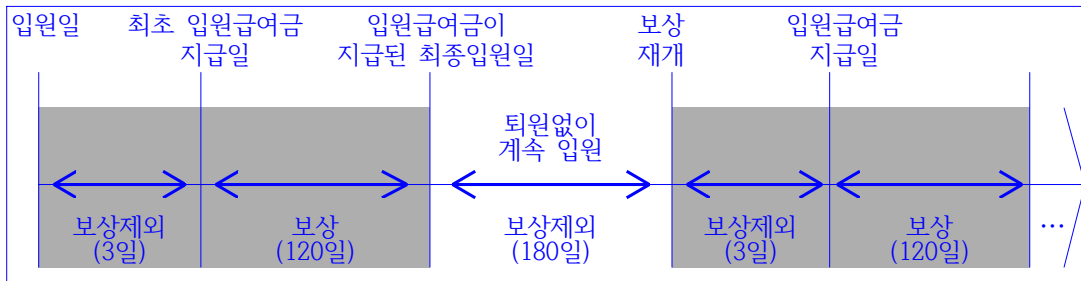 입원일
최초 입원급여금
지급일
입원급여금이
지급된 최종입원일
보상
재개
입원급여금
지급일
퇴원없이
계속 입원
보상제외
(3일)
보상
(120일)
보상제외
(180일)
보상제외
(3일)
보상
(120일)
…